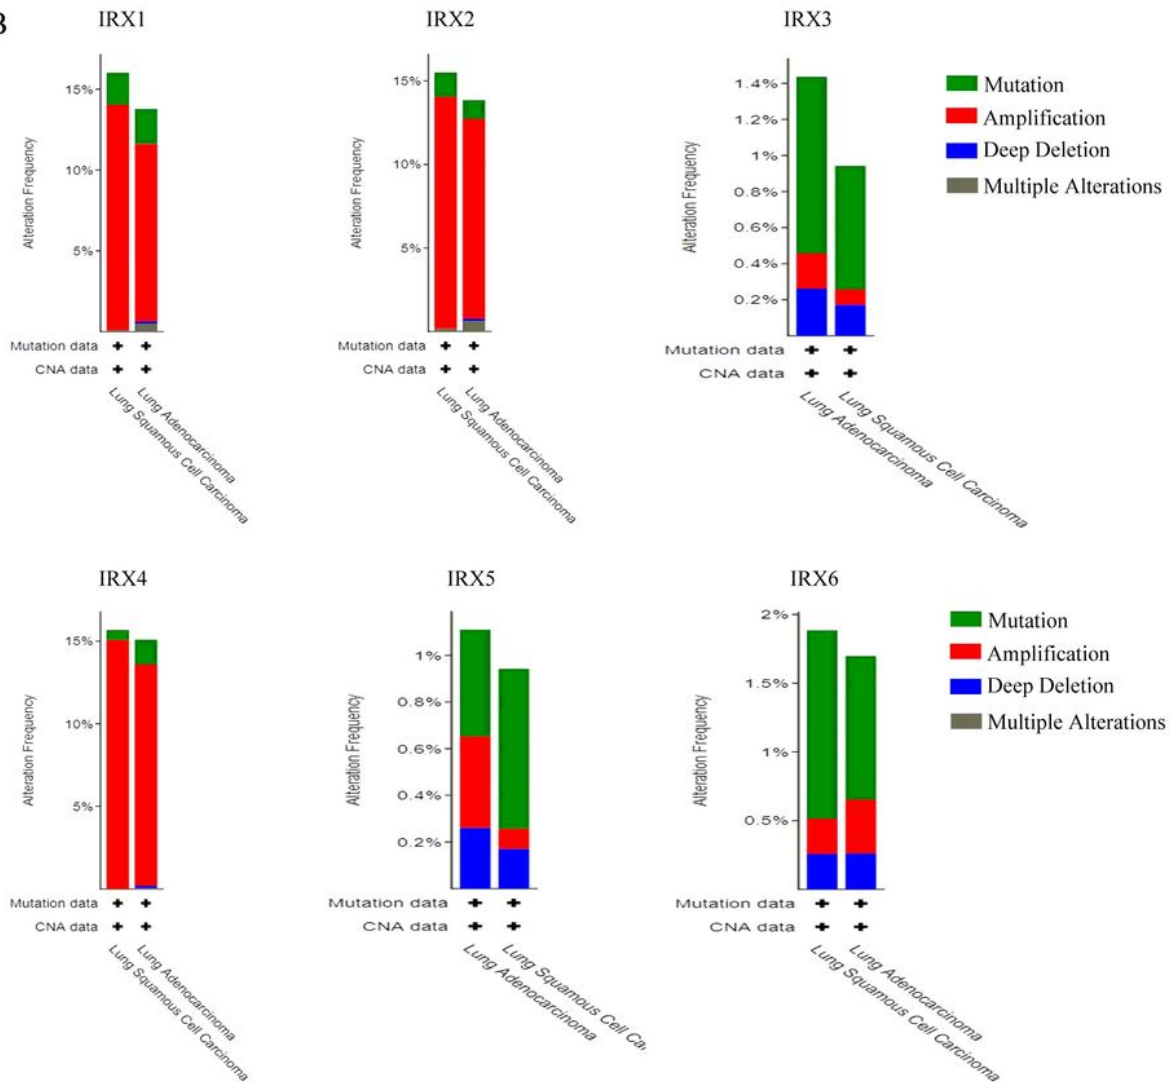 B
IRX1
IRX2
IRX3
15%
10%
5%
Alteration Frequency
Mutation data + +
CNA data + +
Lung Squamous Cell Carcinoma
Lung Adenocarcinoma
15%
10%
5%
Alteration Frequency
Mutation data + +
CNA data + +
Lung Squamous Cell Carcinoma
Lung Adenocarcinoma
1.4%
1.2%
1%
0.8%
0.6%
0.4%
0.2%
Alteration Frequency
Mutation data + +
CNA data + +
Lung Adenocarcinoma
Lung Squamous Cell Carcinoma
Mutation
Amplification
Deep Deletion
Multiple Alterations
IRX4
IRX5
IRX6
15%
10%
5%
Alteration Frequency
Mutation data + +
CNA data + +
Lung Squamous Cell Carcinoma
Lung Adenocarcinoma
1%
0.8%
0.6%
0.4%
0.2%
Alteration Frequency
Mutation data + +
CNA data + +
Lung Adenocarcinoma
Lung Squamous Cell Ca
2%
1.5%
1%
0.5%
Alteration Frequency
Mutation data + +
CNA data + +
Lung Squamous Cell Carcinoma
Lung Adenocarcinoma
Mutation
Amplification
Deep Deletion
Multiple Alterations